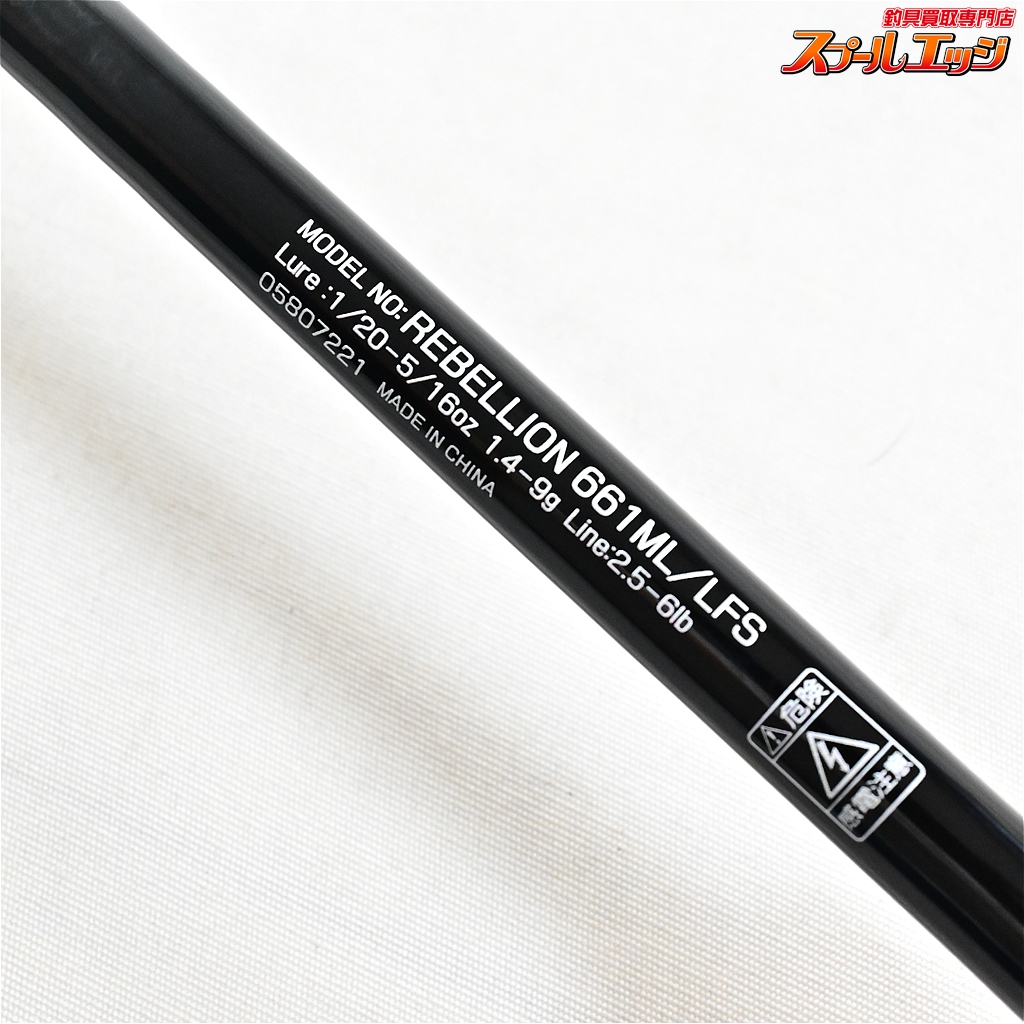 釣具買取専門店
スプールエッジ
MODEL NO: REBELLION 661ML/LFS
Lure :1/20-5/16oz 1.4-9g Line:2.5-6lb
05807221 MADE IN CHINA
危険
感電注意